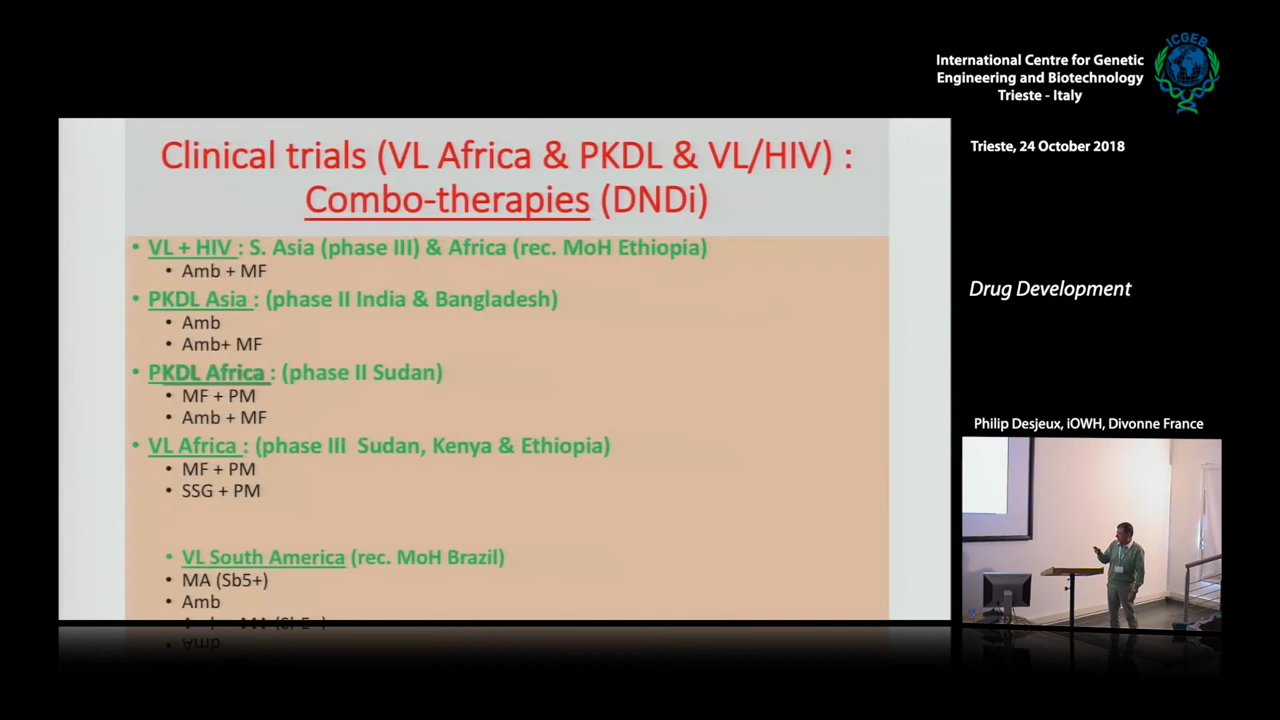 ICGEB
International Centre for Genetic
Engineering and Biotechnology
Trieste - Italy
Trieste, 24 October 2018
Clinical trials (VL Africa & PKDL & VL/HIV) :
Combo-therapies (DNDi)
• VL + HIV : S. Asia (phase III) & Africa (rec. MoH Ethiopia)
• Amb + MF
• PKDL Asia : (phase II India & Bangladesh)
• Amb
• Amb+ MF
• PKDL Africa : (phase II Sudan)
• MF + PM
• Amb + MF
• VL Africa : (phase III Sudan, Kenya & Ethiopia)
• MF + PM
• SSG + PM
• VL South America (rec. MoH Brazil)
• MA (Sb5+)
• Amb
Drug Development
Philip Desjeux, iOWH, Divonne France